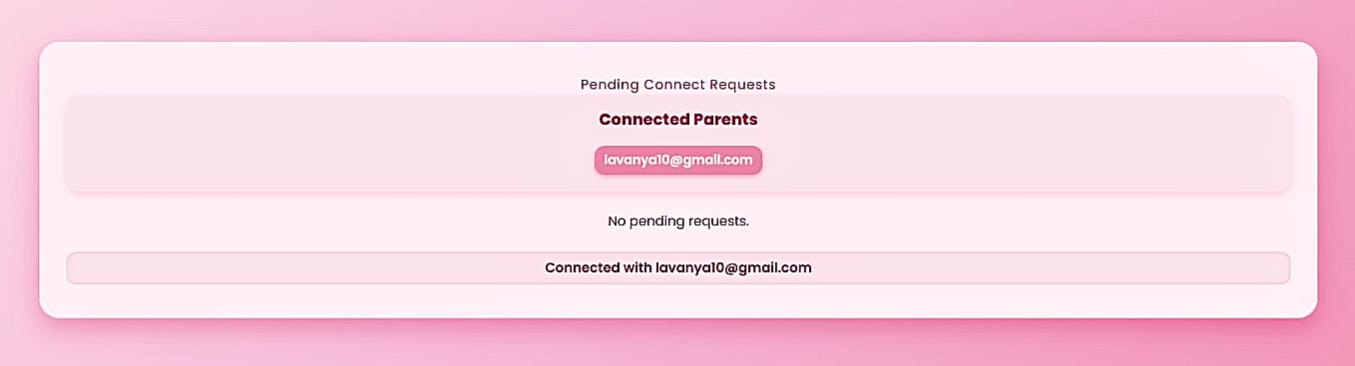 Pending Connect Requests
Connected Parents
lavanya10@gmail.com
No pending requests.
Connected with lavanya10@gmail.com